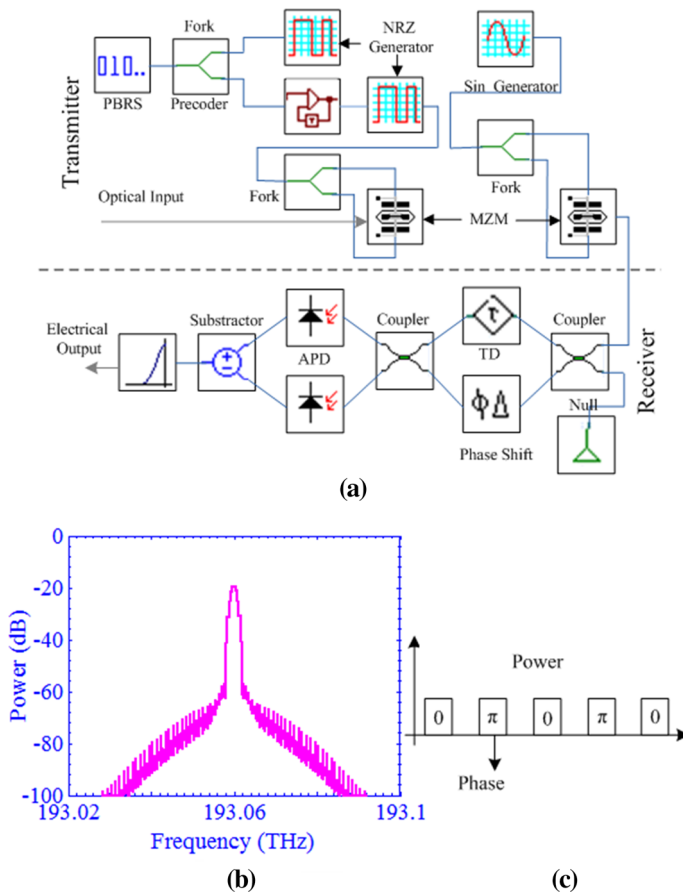 Fork
NRZ
Generator
010..
PBRS
Precoder
Sin Generator
T
Transmitter
Optical Input
Fork
Fork
MZM
Electrical
Output
Substractor
APD
Coupler
τ
TD
Coupler
Receiver
Null
Phase Shift
(a)
0
-20
-40
-60
-80
-100
Power (dB)
193.02
193.06
193.1
Frequency (THz)
(b)
Power
0 π 0 π 0
Phase
(c)